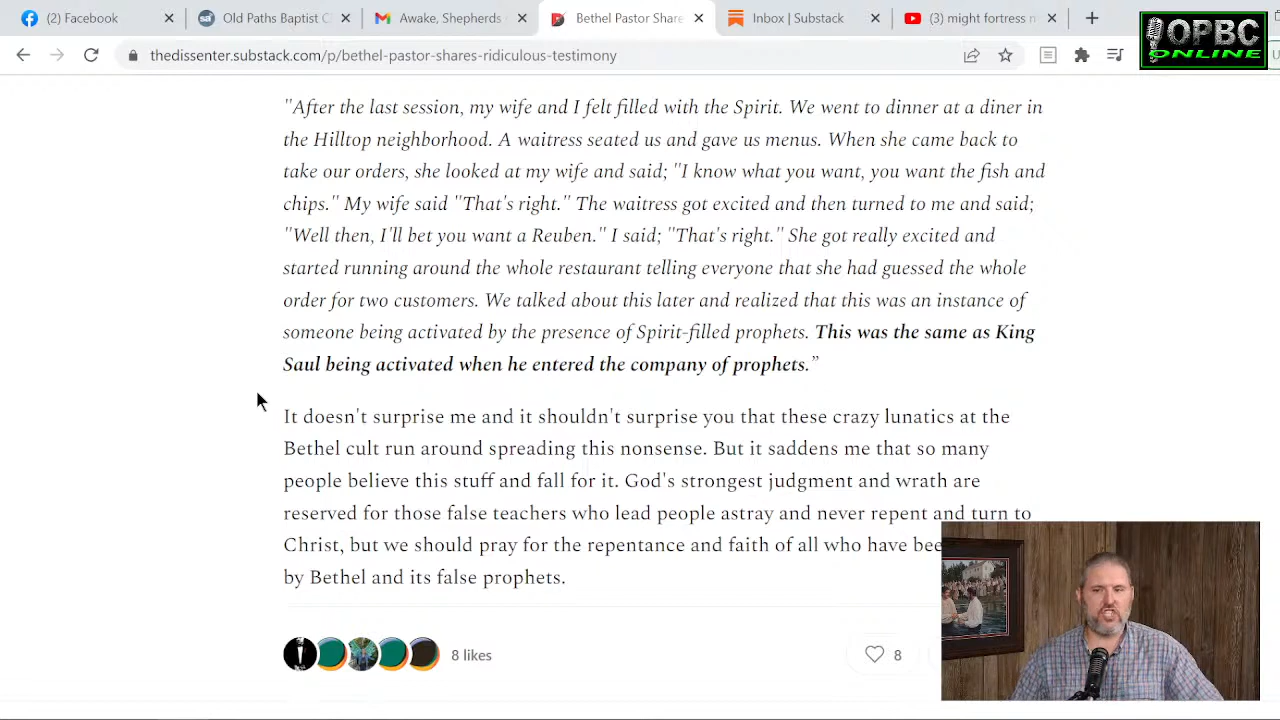 (2) Facebook
Old Paths Baptist C
Awake, Shepherds
Bethel Pastor Share
Inbox | Substack
(3) might fortress n
OPBC
ONLINE
thedissenter.substack.com/p/bethel-pastor-shares us-testimony
"After the last session, my wife and I felt filled with the Spirit. We went to dinner at a diner in
the Hilltop neighborhood. A waitress seated us and gave us menus. When she came back to
take our orders, she looked at my wife and said; "I know what you want, you want the fish and
chips." My wife said "That's right." The waitress got excited and then turned to me and said;
"Well then, I'll bet you want a Reuben." I said; "That's right." She got really excited and
started running around the whole restaurant telling everyone that she had guessed the whole
order for two customers. We talked about this later and realized that this was an instance of
someone being activated by the presence of Spirit-filled prophets. This was the same as King
Saul being activated when he entered the company of prophets.”
It doesn't surprise me and it shouldn't surprise you that these crazy lunatics at the
Bethel cult run around spreading this nonsense. But it saddens me that so many
people believe this stuff and fall for it. God's strongest judgment and wrath are
reserved for those false teachers who lead people astray and never repent and turn to
Christ, but we should pray for the repentance and faith of all who have
by Bethel and its false prophets.
8 likes
8